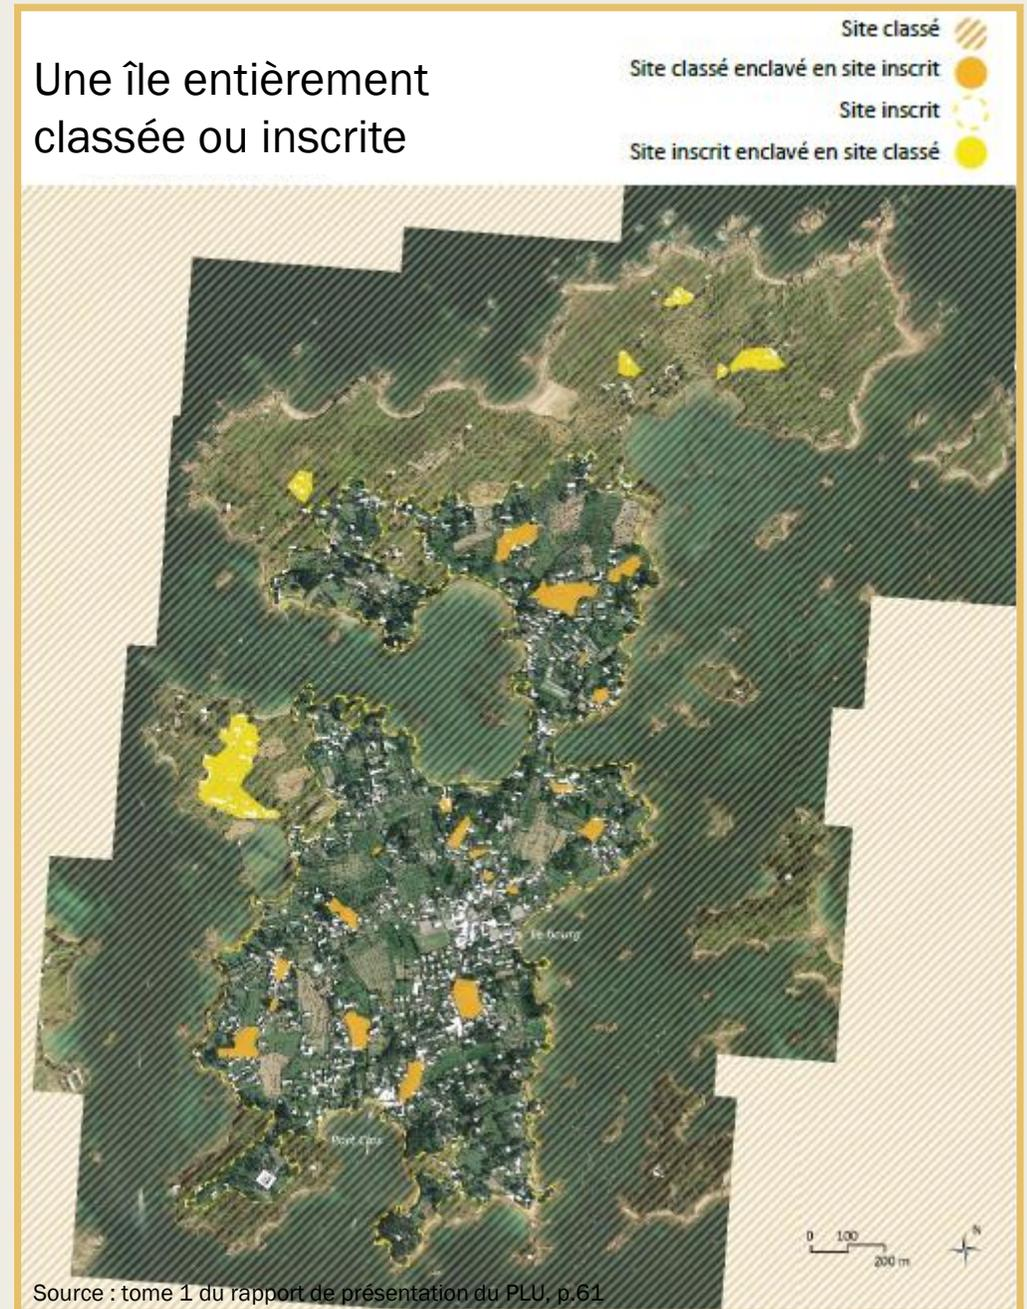 Une île entièrement
classée ou inscrite
Site classé
Site classé enclavé en site inscrit
Site inscrit
Site inscrit enclavé en site classé
le bourg
Port Clos
N
0 100
200 m
Source : tome 1 du rapport de présentation du PLU, p.61